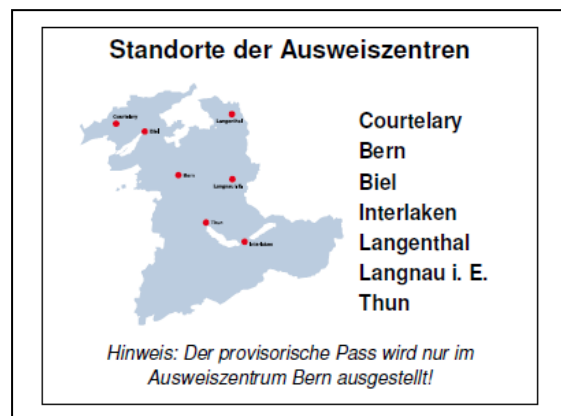 Standorte der Ausweiszentren
Courtelary
Biel
Langenthal
Bern
Langnau i.E.
Thun
Interlaken
Courtelary
Bern
Biel
Interlaken
Langenthal
Langnau i. E.
Thun
Hinweis: Der provisorische Pass wird nur im
Ausweiszentrum Bern ausgestellt!